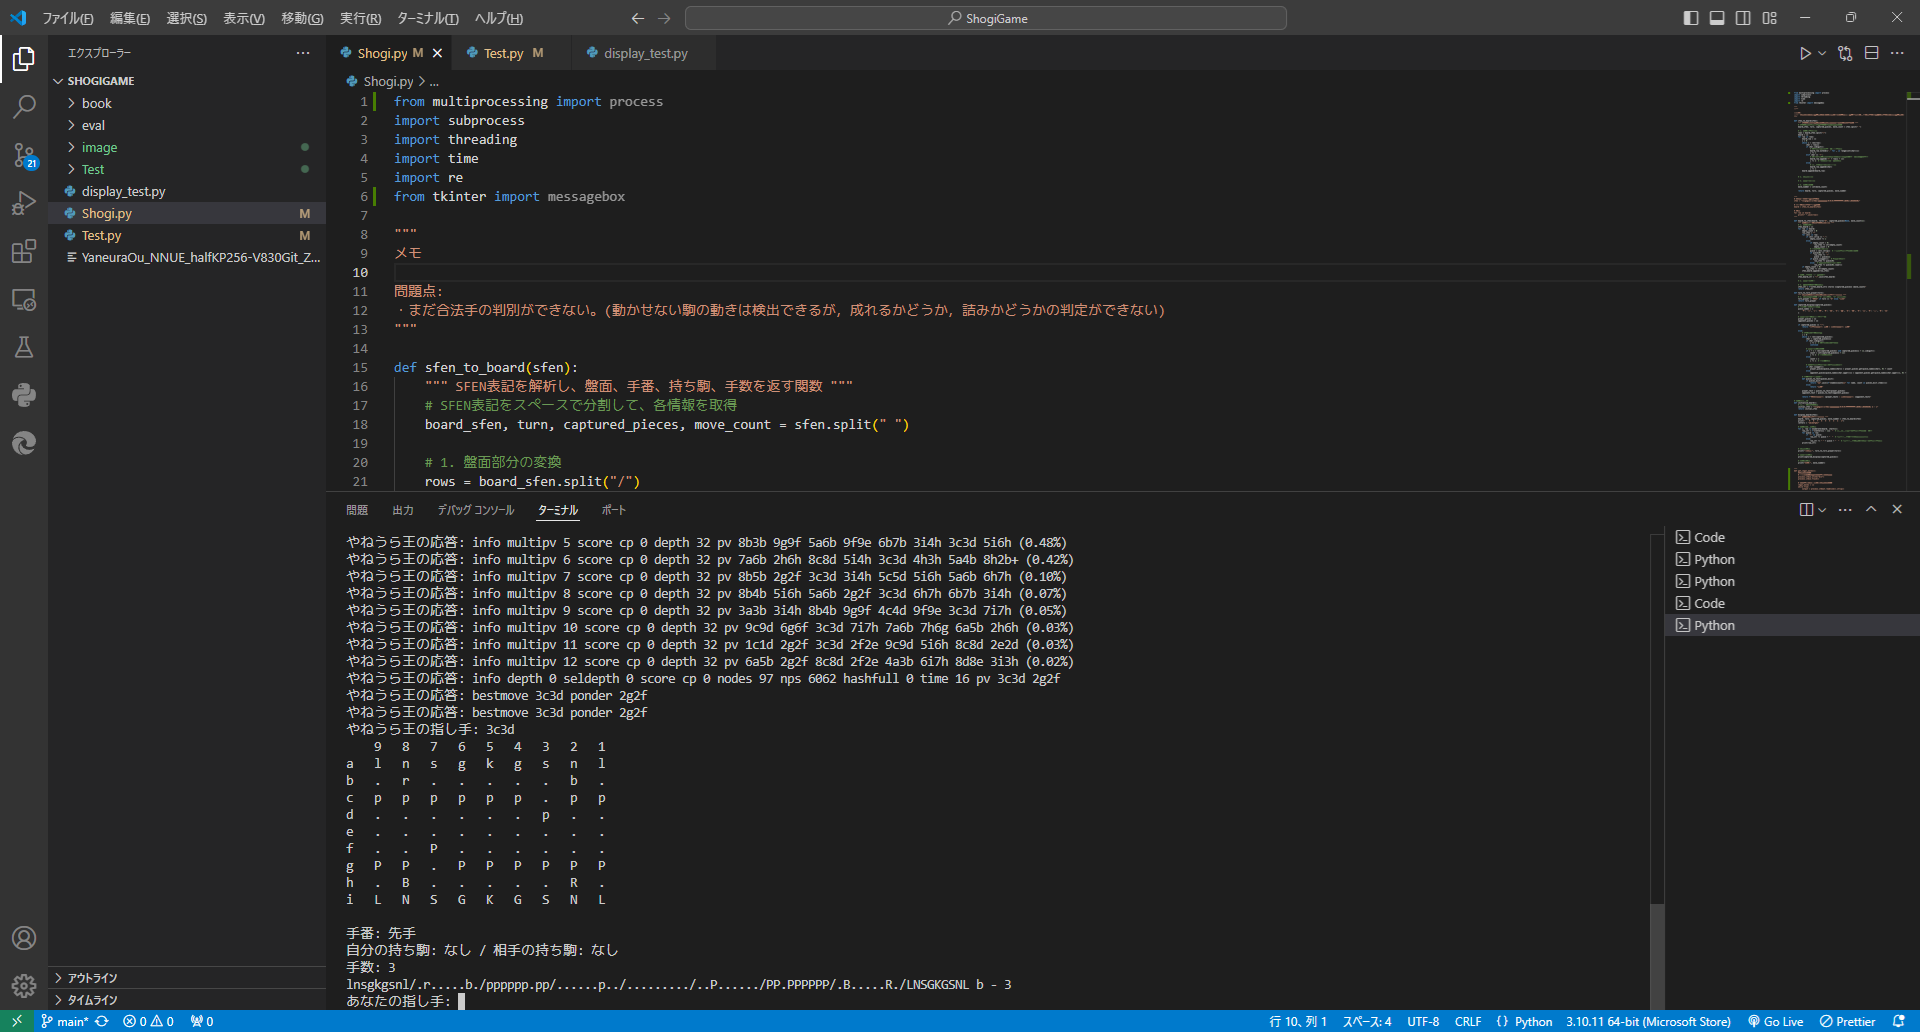 ファイル(F) 編集(E) 選択(S) 表示(V) 移動(G) 実行(R) ターミナル(T) ヘルプ(H)
ShogiGame
エクスプローラー
SHOGIGAME
book
eval
image
Test
display_test.py
Shogi.py M
Test.py M
YaneuraOu_NNUE_halfKP256-V830Git_Z...
アウトライン
タイムライン
21
Shogi.py M
Test.py M
display_test.py
Shogi.py > ...
1 from multiprocessing import process
2 import subprocess
3 import threading
4 import time
5 import re
6 from tkinter import messagebox
7
8 """
9 メモ
10
11 問題点:
12 ・まだ合法手の判別ができない。(動かせない駒の動きは検出できるが, 成れるかどうか, 詰みかどうかの判定ができない)
13 """
14
15 def sfen_to_board(sfen):
16 """ SFEN表記を解析し、盤面、手番、持ち駒、手数を返す関数 """
17 # SFEN表記をスペースで分割して、各情報を取得
18 board_sfen, turn, captured_pieces, move_count = sfen.split(" ")
19
20 # 1. 盤面部分の変換
21 rows = board_sfen.split("/")
問題 出力 デバッグ コンソール ターミナル ポート
やねうら王の応答: info multipv 5 score cp 0 depth 32 pv 8b3b 9g9f 5a6b 9f9e 6b7b 3i4h 3c3d 5i6h (0.48%)
やねうら王の応答: info multipv 6 score cp 0 depth 32 pv 7a6b 2h6h 8c8d 5i4h 3c3d 4h3h 5a4b 8h2b+ (0.42%)
やねうら王の応答: info multipv 7 score cp 0 depth 32 pv 8b5b 2g2f 3c3d 3i4h 5c5d 5i6h 5a6b 6h7h (0.10%)
やねうら王の応答: info multipv 8 score cp 0 depth 32 pv 8b4b 5i6h 5a6b 2g2f 3c3d 6h7h 6b7b 3i4h (0.07%)
やねうら王の応答: info multipv 9 score cp 0 depth 32 pv 3a3b 3i4h 8b4b 9g9f 4c4d 9f9e 3c3d 7i7h (0.05%)
やねうら王の応答: info multipv 10 score cp 0 depth 32 pv 9c9d 6g6f 3c3d 7i7h 7a6b 7h6g 6a5b 2h6h (0.03%)
やねうら王の応答: info multipv 11 score cp 0 depth 32 pv 1c1d 2g2f 3c3d 2f2e 9c9d 5i6h 8c8d 2e2d (0.03%)
やねうら王の応答: info multipv 12 score cp 0 depth 32 pv 6a5b 2g2f 8c8d 2f2e 4a3b 6i7h 8d8e 3i3h (0.02%)
やねうら王の応答: info depth 0 seldepth 0 score cp 0 nodes 97 nps 6062 hashfull 0 time 16 pv 3c3d 2g2f
やねうら王の応答: bestmove 3c3d ponder 2g2f
やねうら王の応答: bestmove 3c3d ponder 2g2f
やねうら王の指し手: 3c3d
9 8 7 6 5 4 3 2 1
a l n s g k g s n l
b . r . . . . . b .
c p p p p p p . p p
d . . . . . . p . .
e . . . . . . . . .
f . . P . . . . . .
g P P . P P P P P P
h . B . . . . . R .
i L N S G K G S N L
手番: 先手
自分の持ち駒: なし / 相手の持ち駒: なし
手数: 3
lnsgkgsnl/.r.....b./pppppp.pp/......p../........./..P....../PP.PPPPPP/.B.....R./LNSGKGSNL b - 3
あなたの指し手:
Code
Python
Python
Code
Python
main* 0 0 0
行 10、列 1 スペース: 4 UTF-8 CRLF { } Python 3.10.11 64-bit (Microsoft Store) Go Live Prettier